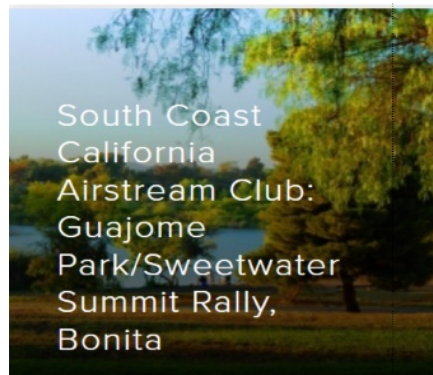 South Coast
California
Airstream Club:
Guajome
Park/Sweetwater
Summit Rally,
Bonita